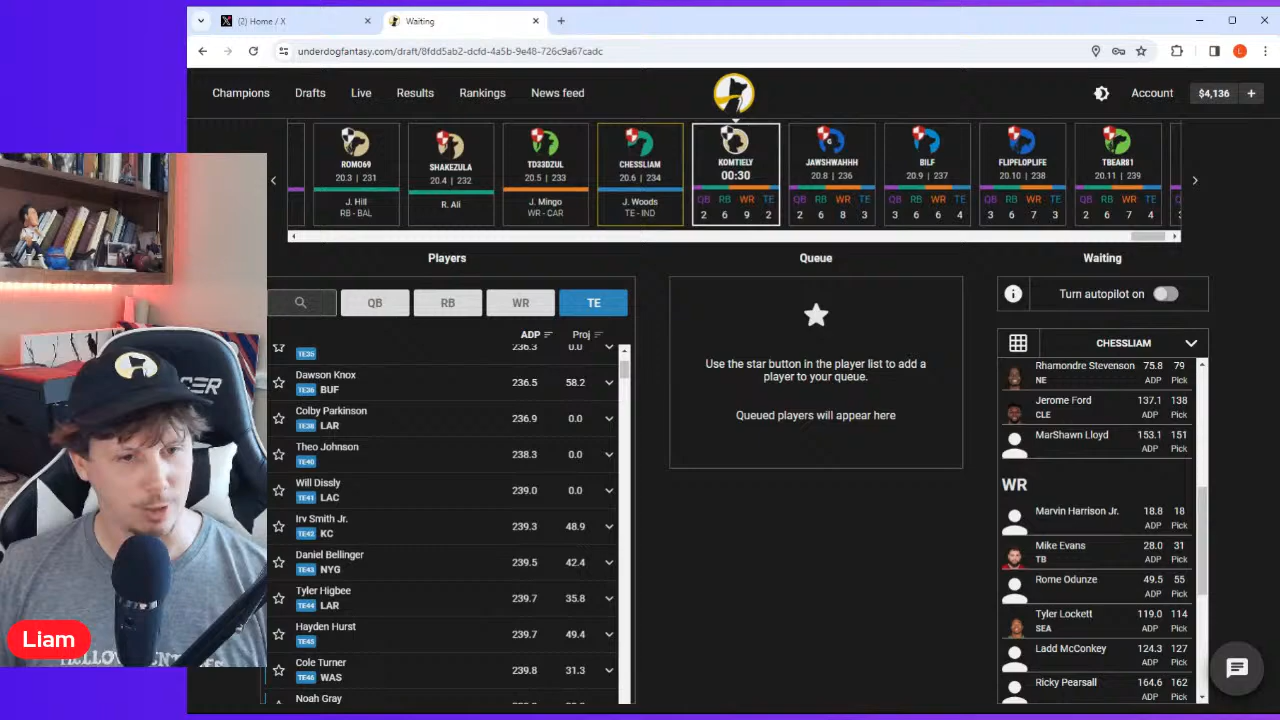 (2) Home / X
Waiting
underdogfantasy.com/draft/8fdd5ab2-dcfd-4a5b-9e48-726c9a67cadc
L
Champions Drafts Live Results Rankings News feed
Account $4,136 +
ROMO69
20.3 | 231
J. Hill
RB - BAL
SHAKEZULA
20.4 | 232
R. Ali
TD33DZUL
20.5 | 233
J. Mingo
WR - CAR
CHESSLIAM
20.6 | 234
J. Woods
TE - IND
KOMTIELY
00:30
QB RB WR TE
2 6 9 2
JAWSHWAHHH
20.8 | 236
QB RB WR TE
2 6 8 3
BILF
20.9 | 237
QB RB WR TE
3 6 6 4
FLIPFLOPLIFE
20.10 | 238
QB RB WR TE
3 6 7 3
TBEAR81
20.11 | 239
QB RB WR TE
2 6 7 4
Players
QB RB WR TE
ADP Proj
236.3 0.0
TE35
Dawson Knox
TE36 BUF
236.5 58.2
Colby Parkinson
TE38 LAR
236.9 0.0
Theo Johnson
TE40
238.3 0.0
Will Dissly
TE41 LAC
239.0 0.0
Irv Smith Jr.
TE42 KC
239.3 48.9
Daniel Bellinger
TE43 NYG
239.5 42.4
Tyler Higbee
TE44 LAR
239.7 35.8
Hayden Hurst
TE45
239.7 49.4
Cole Turner
TE46 WAS
239.8 31.3
Noah Gray
Queue
Use the star button in the player list to add a
player to your queue.
Queued players will appear here
Waiting
Turn autopilot on
CHESSLIAM
Rhamondre Stevenson 75.8 79
NE ADP Pick
Jerome Ford 137.1 138
CLE ADP Pick
MarShawn Lloyd 153.1 151
ADP Pick
WR
Marvin Harrison Jr. 18.8 18
ADP Pick
Mike Evans 28.0 31
TB ADP Pick
Rome Odunze 49.5 55
ADP Pick
Tyler Lockett 119.0 114
SEA ADP Pick
Ladd McConkey 124.3 127
ADP Pick
Ricky Pearsall 164.6 162
ADP Pick
Liam